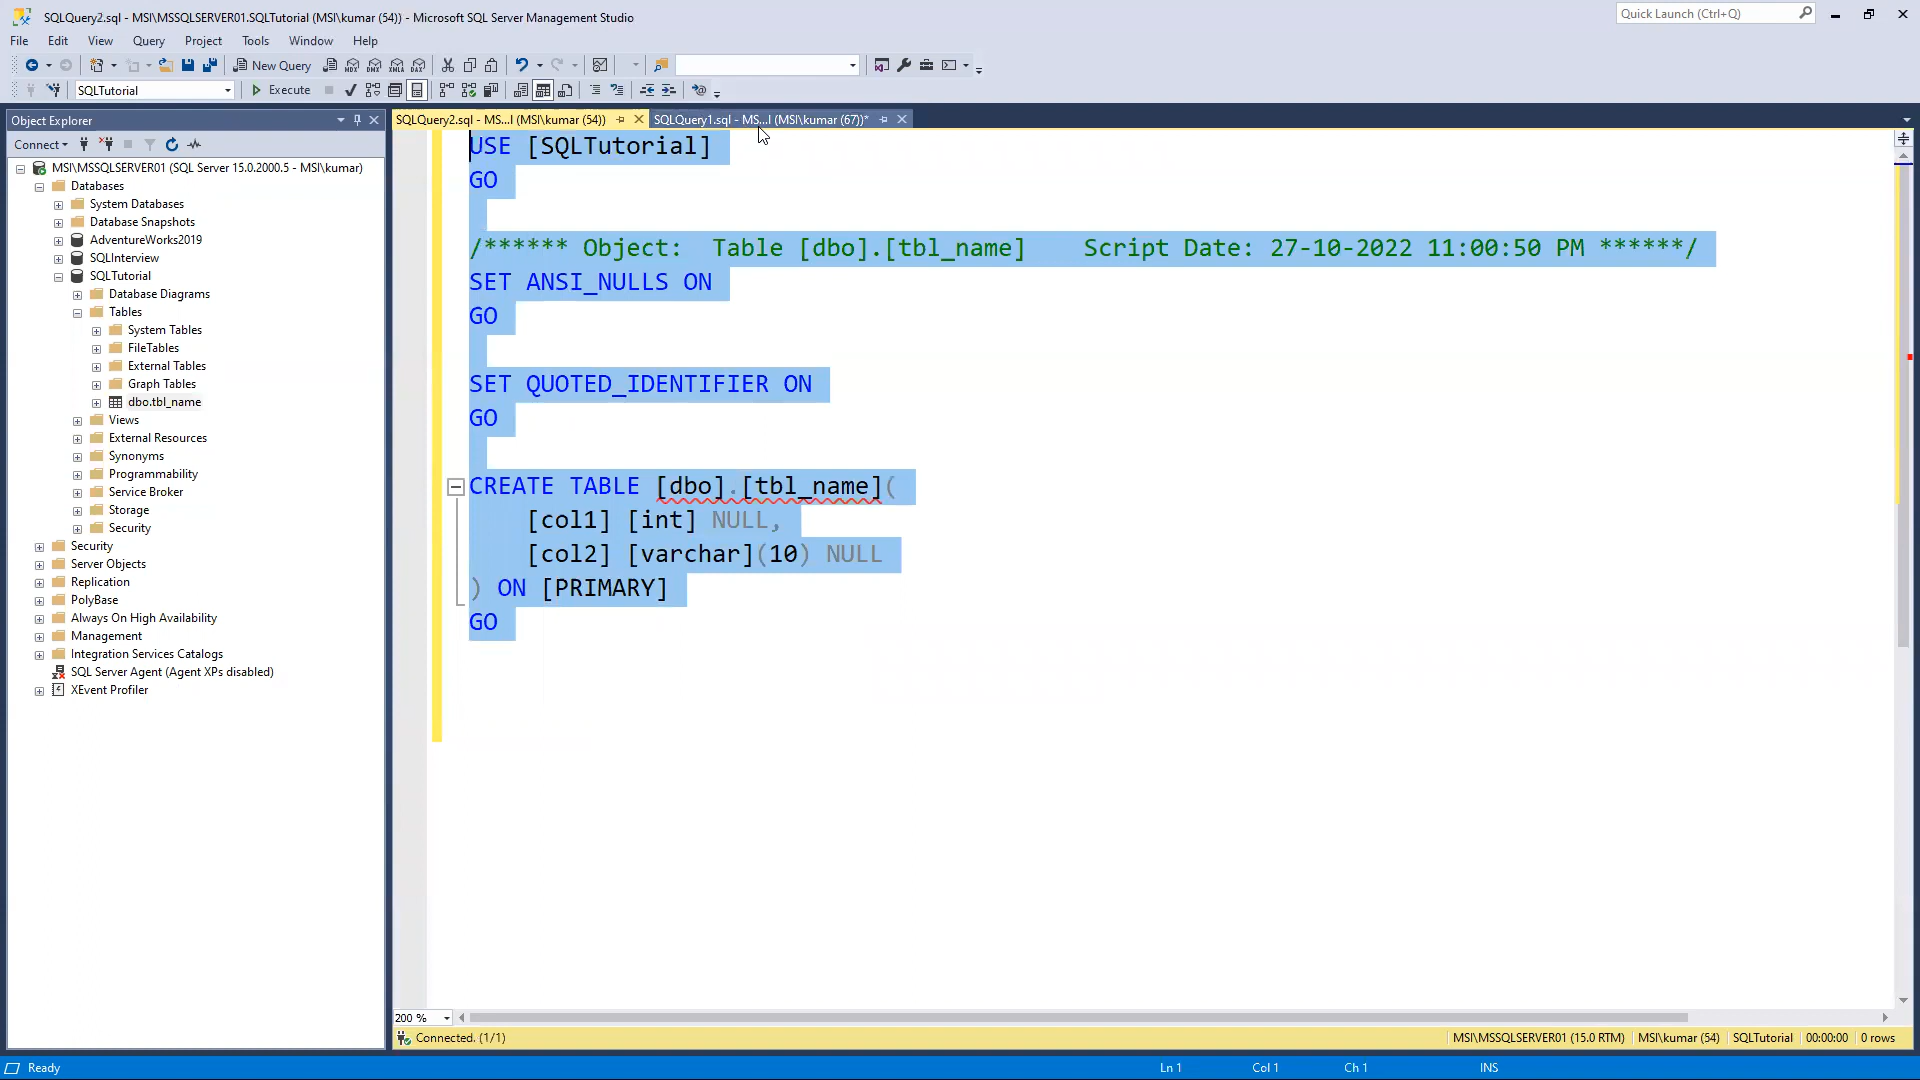 SQLQuery2.sql - MSI\MSSQLSERVER01.SQLTutorial (MSI\kumar (54)) - Microsoft SQL Server Management Studio
Quick Launch (Ctrl+Q)
File Edit View Query Project Tools Window Help
New Query
MDX DMX XMLA DAX
SQLTutorial
Execute
Object Explorer
SQLQuery2.sql - MS...l (MSI\kumar (54))
SQLQuery1.sql - MS...l (MSI\kumar (67))*
Connect
MSI\MSSQLSERVER01 (SQL Server 15.0.2000.5 - MSI\kumar)
Databases
System Databases
Database Snapshots
AdventureWorks2019
SQLInterview
SQLTutorial
Database Diagrams
Tables
System Tables
FileTables
External Tables
Graph Tables
dbo.tbl_name
Views
External Resources
Synonyms
Programmability
Service Broker
Storage
Security
Security
Server Objects
Replication
PolyBase
Always On High Availability
Management
Integration Services Catalogs
SQL Server Agent (Agent XPs disabled)
XEvent Profiler
USE [SQLTutorial]
GO
/****** Object:  Table [dbo].[tbl_name]    Script Date: 27-10-2022 11:00:50 PM ******/
SET ANSI_NULLS ON
GO
SET QUOTED_IDENTIFIER ON
GO
CREATE TABLE [dbo].[tbl_name](
[col1] [int] NULL,
[col2] [varchar](10) NULL
) ON [PRIMARY]
GO
200 %
Connected. (1/1)
MSI\MSSQLSERVER01 (15.0 RTM) MSI\kumar (54) SQLTutorial 00:00:00 0 rows
Ready
Ln 1 Col 1 Ch 1 INS